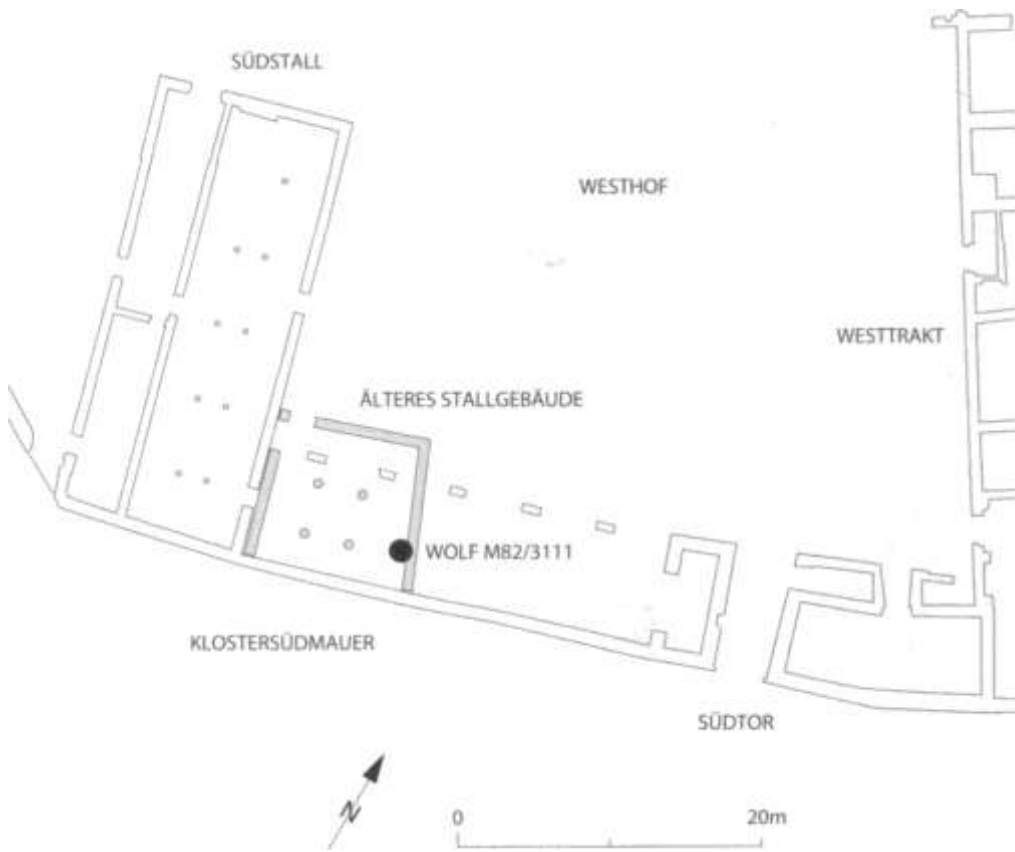 SÜDSTALL
WESTHOF
WESTTRAKT
ÄLTERES STALLGEBÄUDE
WOLF M82/3111
KLOSTERSÜDMAUER
SÜDTOR
N
0 20m